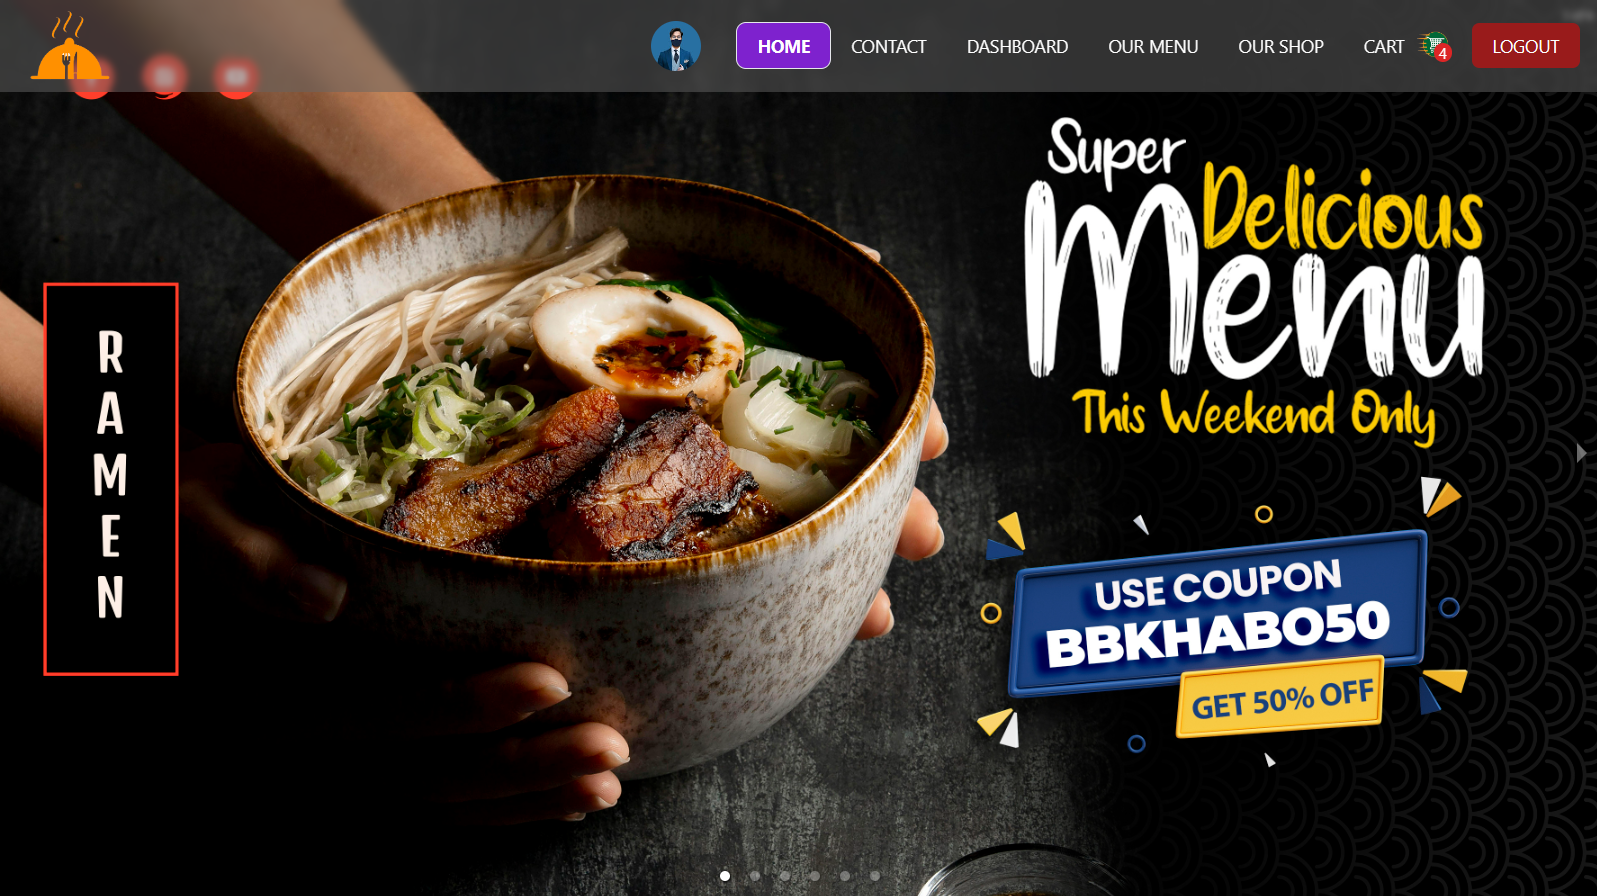 HOME
CONTACT
DASHBOARD
OUR MENU
OUR SHOP
CART
4
LOGOUT
Super
Delicious
Menu
This Weekend Only
RAMEN
USE COUPON
BBKHABO50
GET 50% OFF